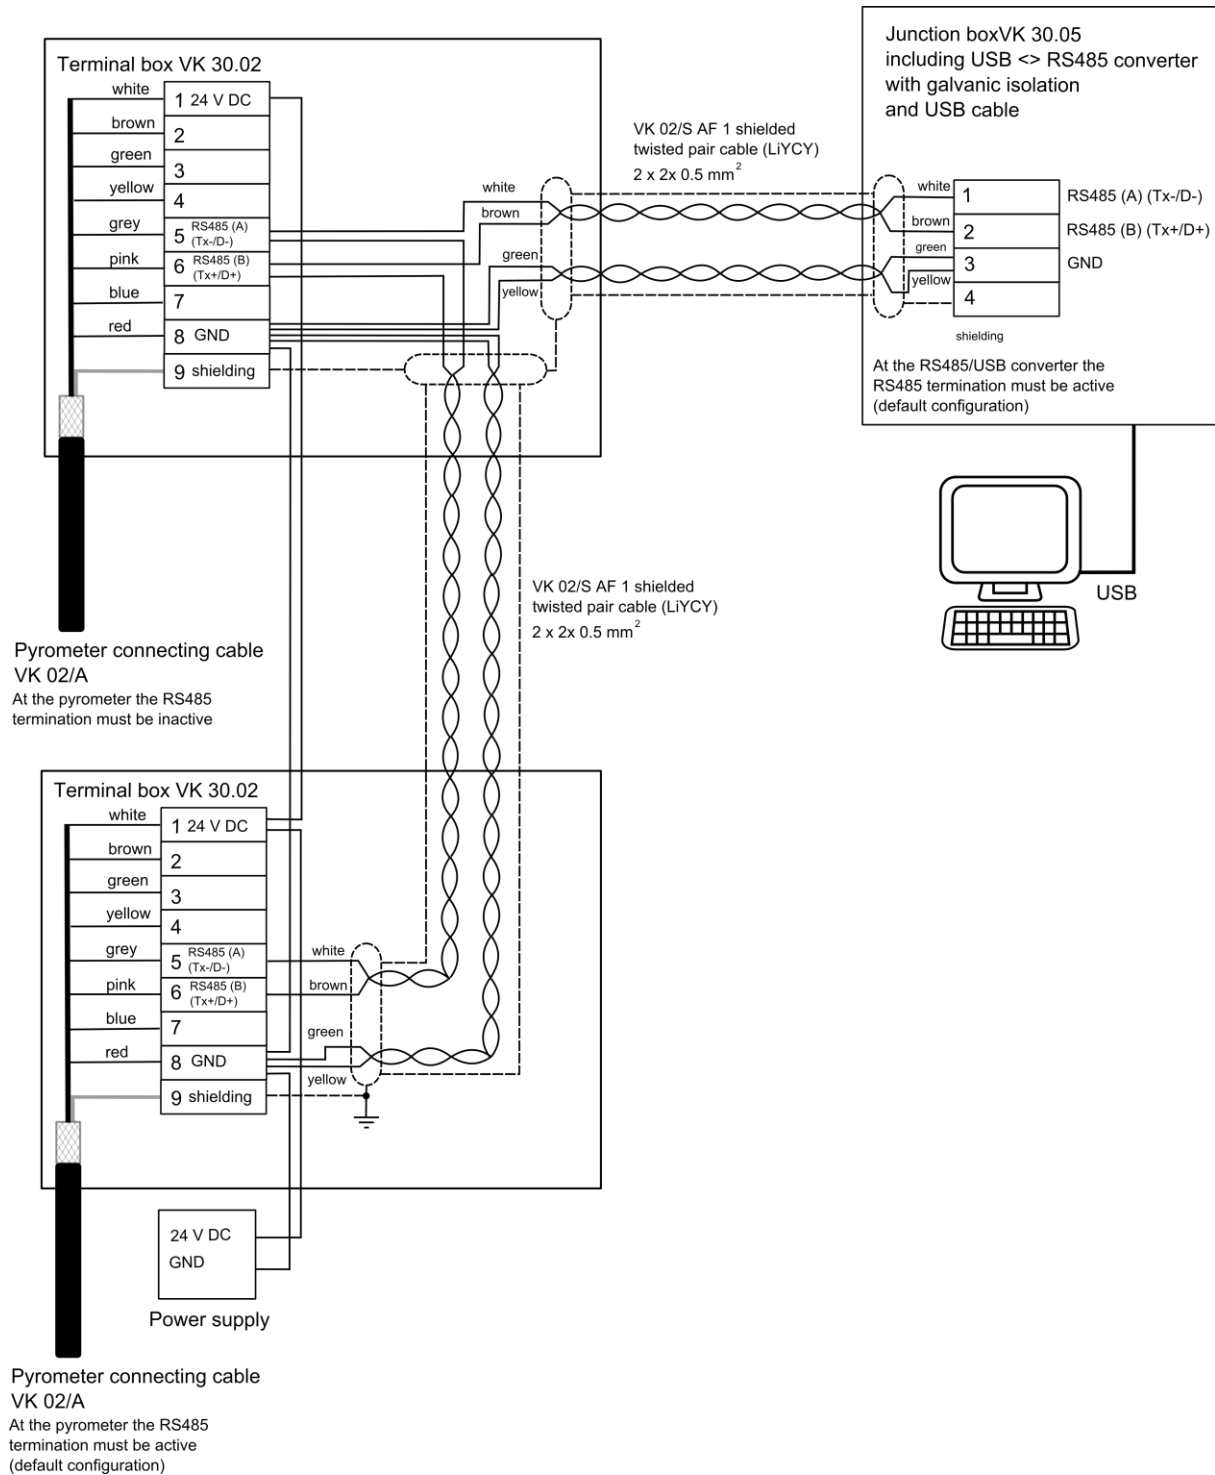 Terminal box VK 30.02
white
1 24 V DC
brown
2
green
3
yellow
4
grey
5 RS485 (A)
(Tx-/D-)
pink
6 RS485 (B)
(Tx+/D+)
blue
7
red
8 GND
9 shielding
white
brown
green
yellow
VK 02/S AF 1 shielded
twisted pair cable (LiYCY)
2 x 2x 0.5 mm²
Junction boxVK 30.05
including USB <> RS485 converter
with galvanic isolation
and USB cable
white
1
RS485 (A) (Tx-/D-)
brown
2
RS485 (B) (Tx+/D+)
green
3
GND
yellow
4
shielding
At the RS485/USB converter the
RS485 termination must be active
(default configuration)
USB
VK 02/S AF 1 shielded
twisted pair cable (LiYCY)
2 x 2x 0.5 mm²
Pyrometer connecting cable
VK 02/A
At the pyrometer the RS485
termination must be inactive
Terminal box VK 30.02
white
1 24 V DC
brown
2
green
3
yellow
4
grey
5 RS485 (A)
(Tx-/D-)
pink
6 RS485 (B)
(Tx+/D+)
blue
7
red
8 GND
9 shielding
white
brown
green
yellow
24 V DC
GND
Power supply
Pyrometer connecting cable
VK 02/A
At the pyrometer the RS485
termination must be active
(default configuration)